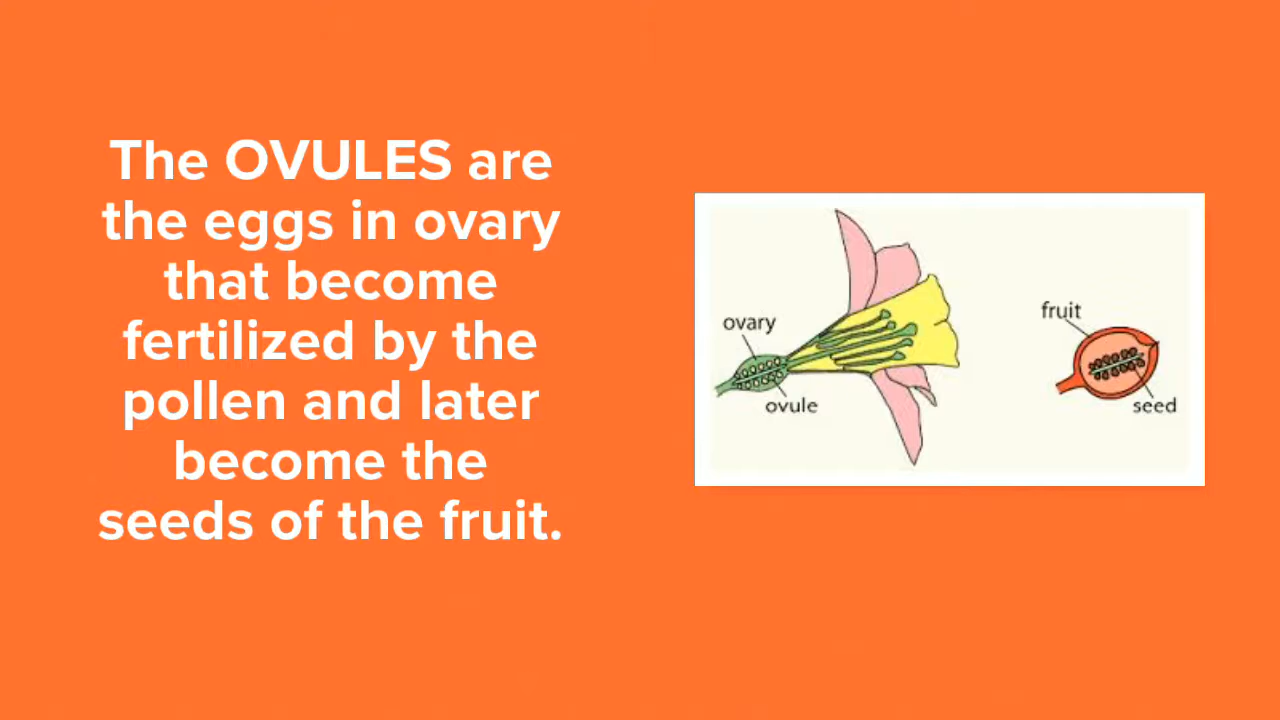 The OVULES are
the eggs in ovary
that become
fertilized by the
pollen and later
become the
seeds of the fruit.
ovary
ovule
fruit
seed